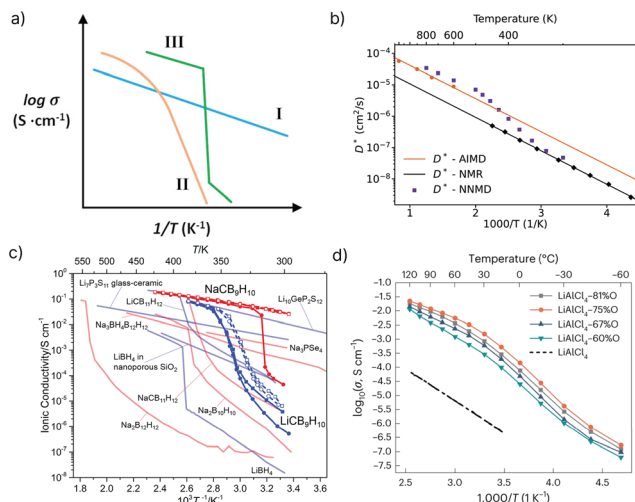 a)
III
I
II
log σ
(S ·cm⁻¹)
1/T (K⁻¹)
b)
Temperature (K)
800 600 400
10⁻⁴
10⁻⁵
10⁻⁶
10⁻⁷
10⁻⁸
D* (cm²/s)
D* - AIMD
D* - NMR
D* - NNMD
1 2 3 4
1000/T (1/K)
c)
T/K
550 500 450 400 350 300
Li₇P₃S₁₁ glass-ceramic
NaCB₉H₁₀
Li₁₀GeP₂S₁₂
LiCB₁₁H₁₂
Na₃BH₄B₁₂H₁₂
Na₃PSe₄
LiBH₄ in
nanoporous SiO₂
NaCB₁₁H₁₂
Na₂B₁₀H₁₀
LiCB₉H₁₀
Na₂B₁₂H₁₂
LiBH₄
10⁰
10⁻¹
10⁻²
10⁻³
10⁻⁴
10⁻⁵
10⁻⁶
10⁻⁷
10⁻⁸
Ionic Conductivity/S cm⁻¹
1.8 2.0 2.2 2.4 2.6 2.8 3.0 3.2 3.4 3.6
10³T⁻¹/K⁻¹
d)
Temperature (°C)
120 90 60 30 15 0 -30 -60
-1.0
-1.5
-2.0
-2.5
-3.0
-3.5
-4.0
-4.5
-5.0
-5.5
-6.0
-6.5
-7.0
-7.5
log₁₀(σ, S cm⁻¹)
LiAlCl₄-81%O
LiAlCl₄-75%O
LiAlCl₄-67%O
LiAlCl₄-60%O
LiAlCl₄
2.5 3.0 3.5 4.0 4.5
1,000/T (1 K⁻¹)